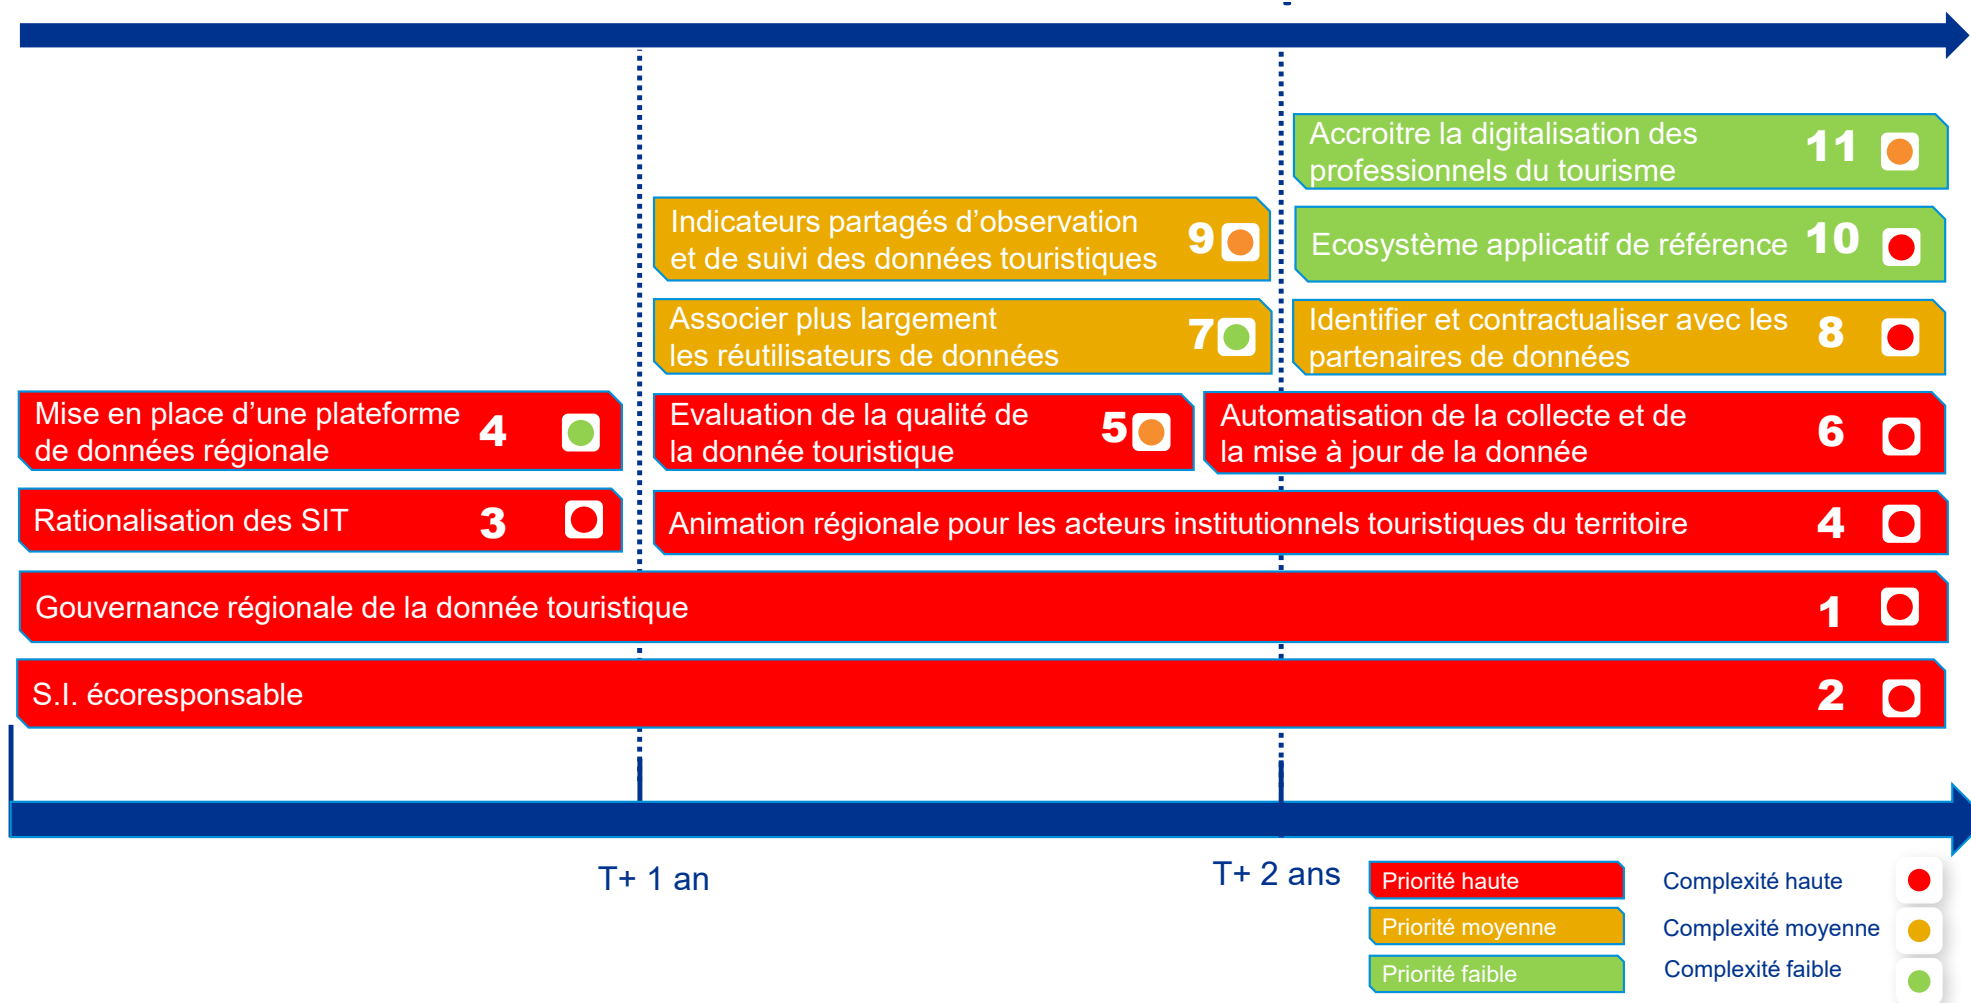 Accroitre la digitalisation des
professionnels du tourisme
11
Indicateurs partagés d’observation
et de suivi des données touristiques
9
Ecosystème applicatif de référence
10
Associer plus largement
les réutilisateurs de données
7
Identifier et contractualiser avec les
partenaires de données
8
Mise en place d’une plateforme
de données régionale
4
Evaluation de la qualité de
la donnée touristique
5
Automatisation de la collecte et de
la mise à jour de la donnée
6
Rationalisation des SIT
3
Animation régionale pour les acteurs institutionnels touristiques du territoire
4
Gouvernance régionale de la donnée touristique
1
S.I. écoresponsable
2
T+ 1 an
T+ 2 ans
Priorité haute
Complexité haute
Priorité moyenne
Complexité moyenne
Priorité faible
Complexité faible